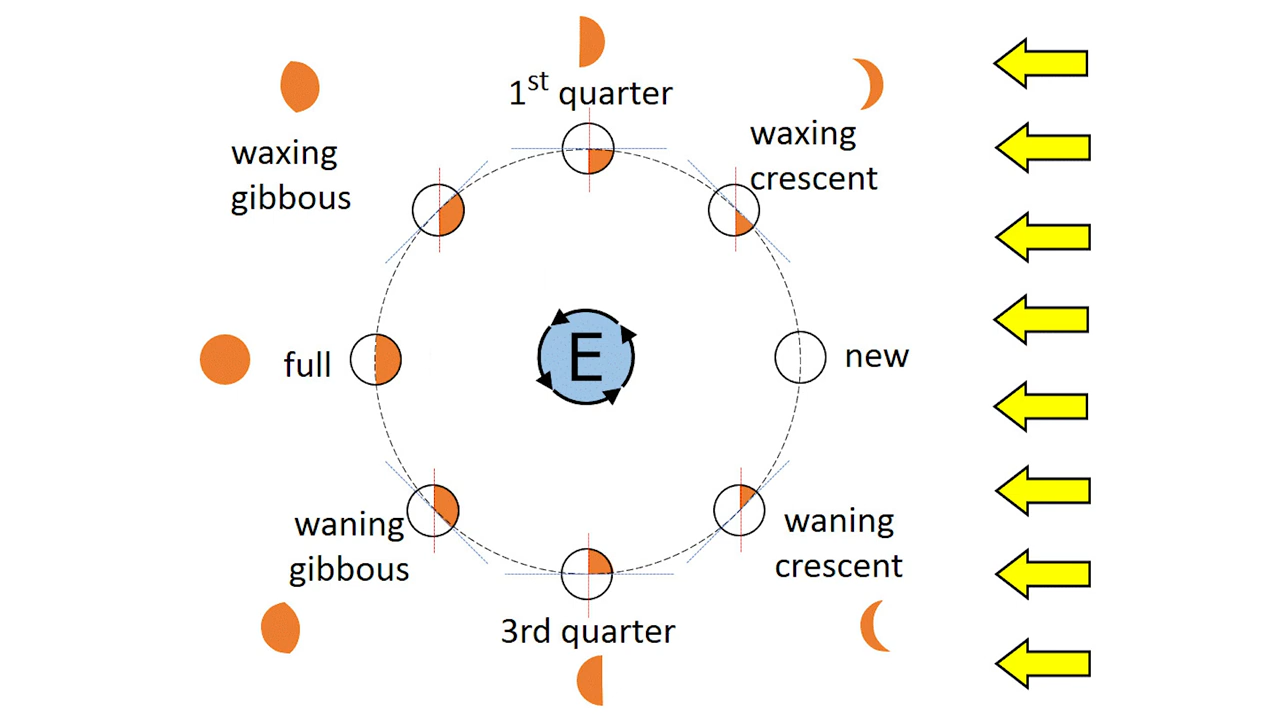 1st quarter
waxing
crescent
waxing
gibbous
full
E
new
waning
gibbous
waning
crescent
3rd quarter